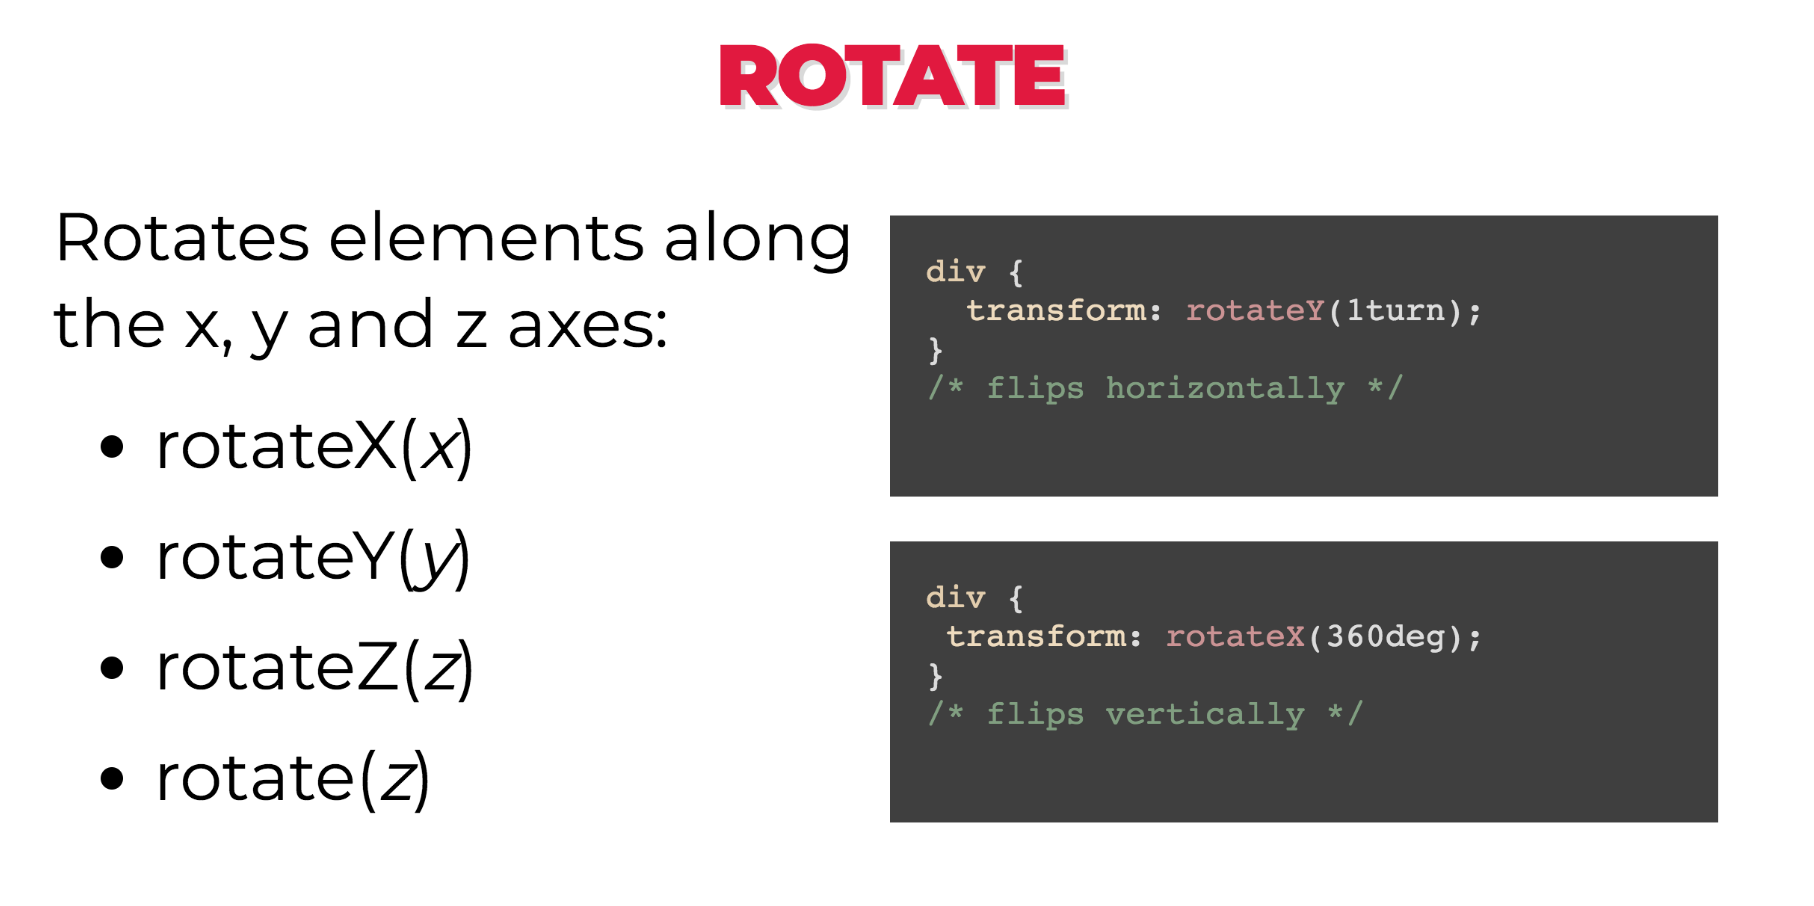 ROTATE
Rotates elements along
the x, y and z axes:
• rotateX(x)
• rotateY(y)
• rotateZ(z)
• rotate(z)
div {
  transform: rotateY(1turn);
}
/* flips horizontally */
div {
 transform: rotateX(360deg);
}
/* flips vertically */